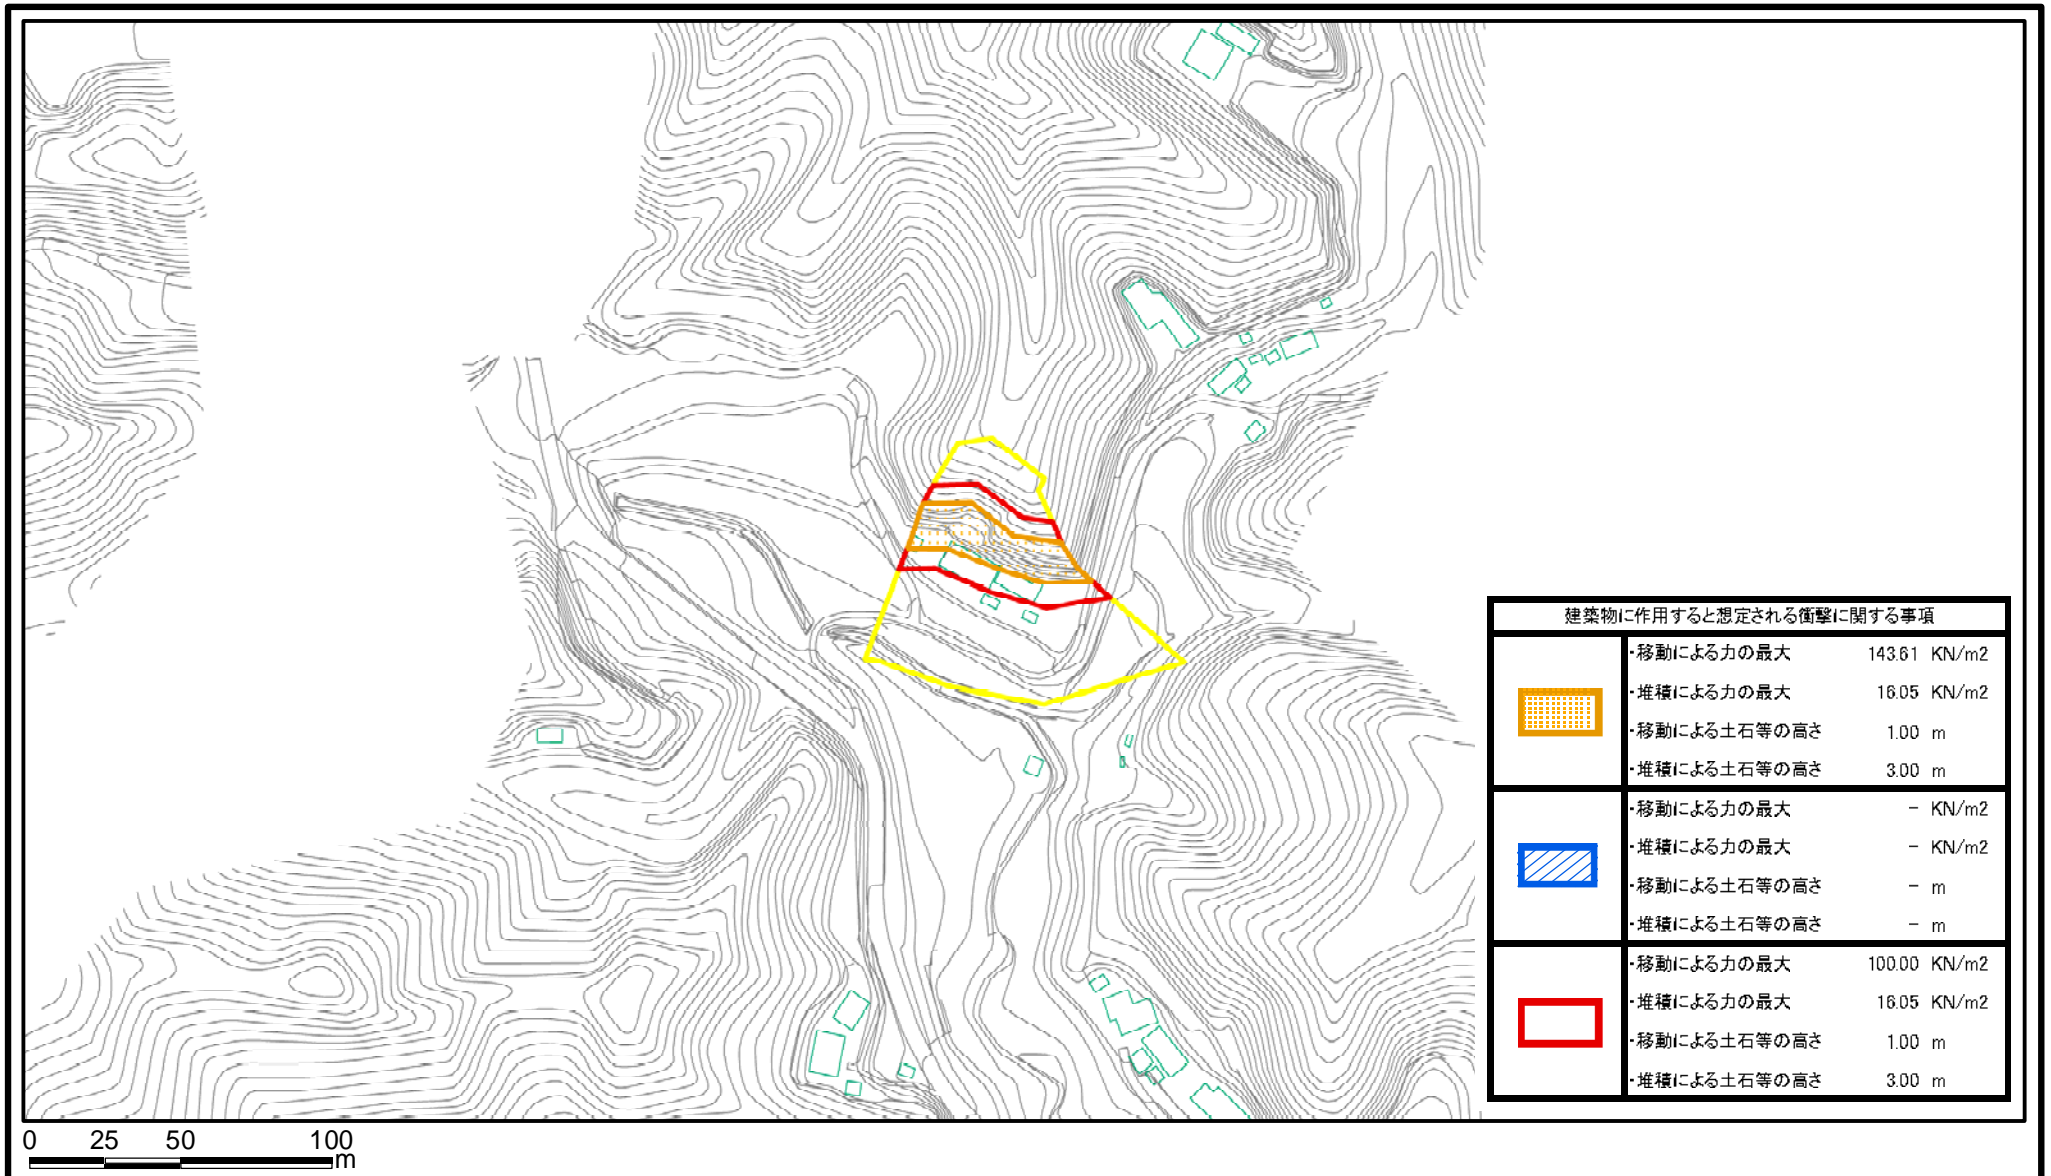 建築物に作用すると想定される衝撃に関する事項
・移動による力の最大 143.61 KN/m2
・堆積による力の最大 16.05 KN/m2
・移動による土石等の高さ 1.00 m
・堆積による土石等の高さ 3.00 m
・移動による力の最大 - KN/m2
・堆積による力の最大 - KN/m2
・移動による土石等の高さ - m
・堆積による土石等の高さ - m
・移動による力の最大 100.00 KN/m2
・堆積による力の最大 16.05 KN/m2
・移動による土石等の高さ 1.00 m
・堆積による土石等の高さ 3.00 m
0 25 50 100
m